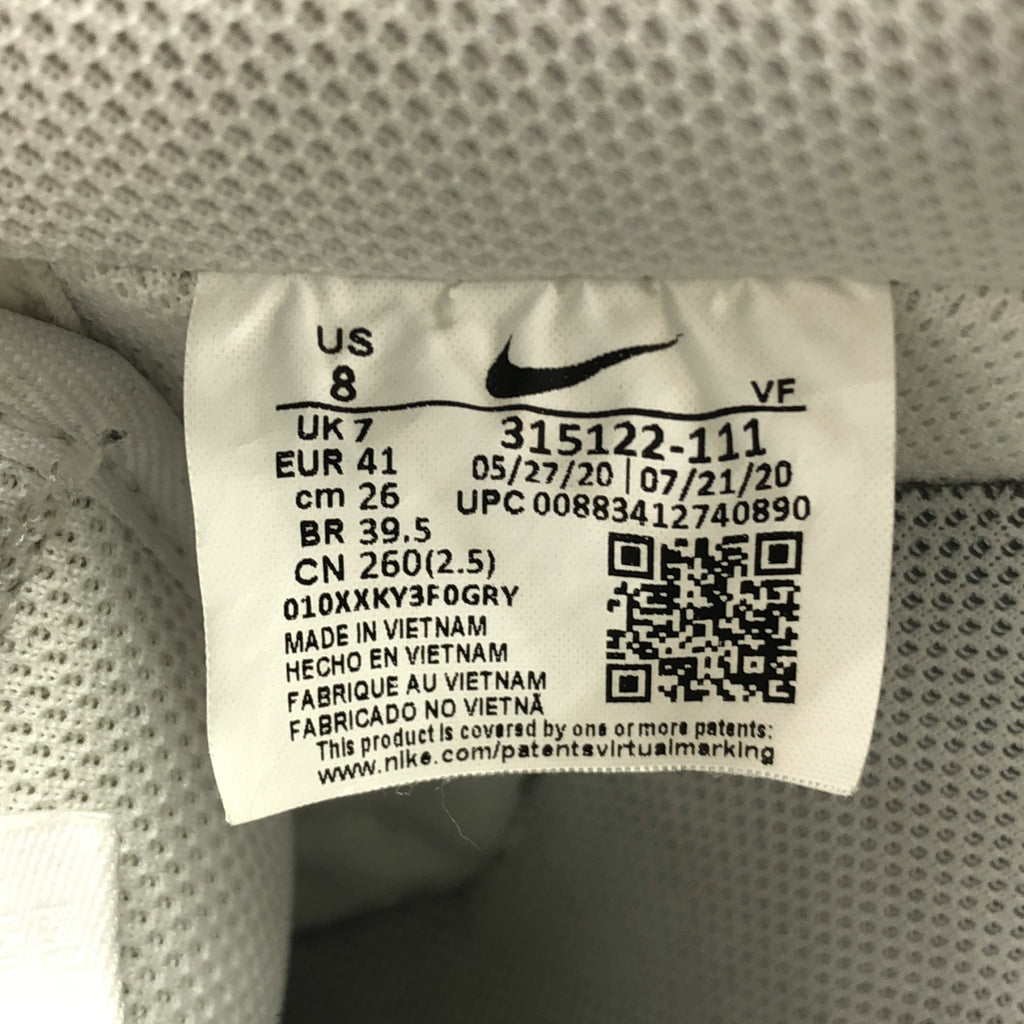 US
8
VF
UK 7
EUR 41
cm 26
BR 39.5
CN 260(2.5)
315122-111
05/27/20 | 07/21/20
UPC 00883412740890
010XXKY3F0GRY
MADE IN VIETNAM
HECHO EN VIETNAM
FABRIQUE AU VIETNAM
FABRICADO NO VIETNÃ
This product is covered by one or more patents:
www.nike.com/patentsvirtualmarking